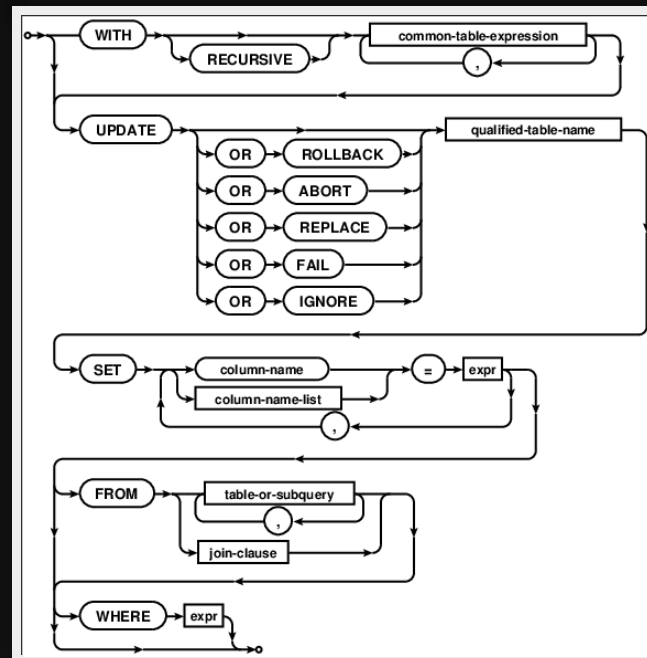 WITH common-table-expression
RECURSIVE ,
UPDATE qualified-table-name
OR ROLLBACK
OR ABORT
OR REPLACE
OR FAIL
OR IGNORE
SET column-name = expr
column-name-list
,
FROM table-or-subquery
,
join-clause
WHERE expr